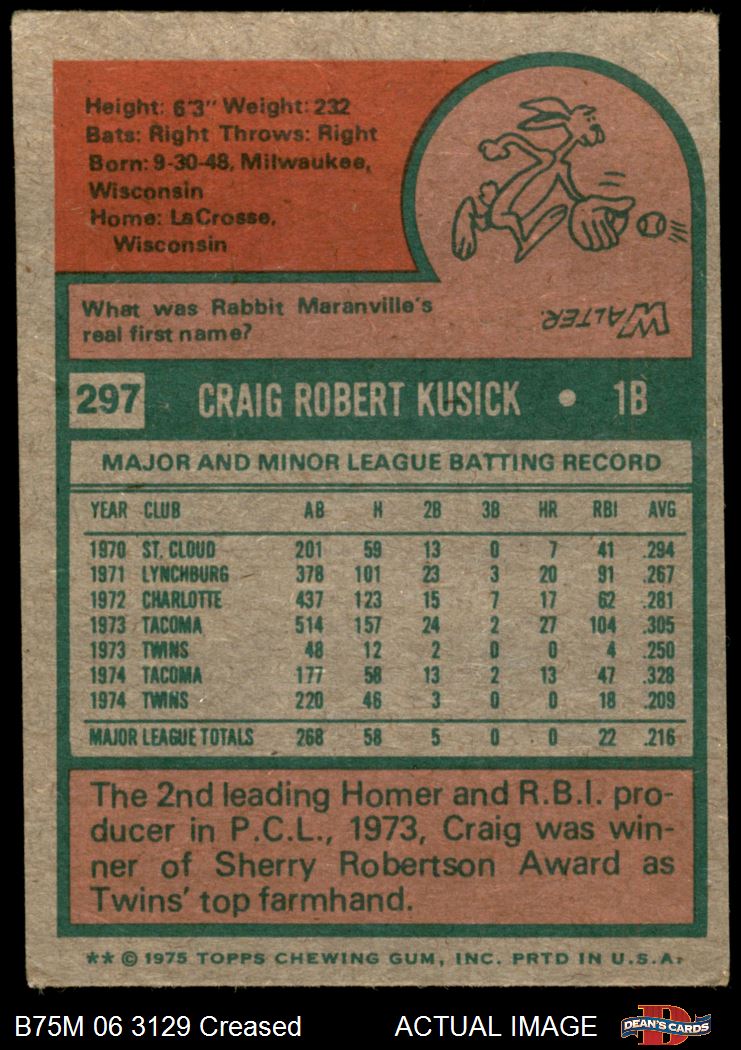 Height: 6'3" Weight: 232
Bats: Right Throws: Right
Born: 9-30-48, Milwaukee,
Wisconsin
Home: LaCrosse,
Wisconsin
What was Rabbit Maranville's
real first name?
WALTER.
297 CRAIG ROBERT KUSICK • 1B
MAJOR AND MINOR LEAGUE BATTING RECORD
YEAR CLUB AB H 2B 3B HR RBI AVG
1970 ST. CLOUD 201 59 13 0 7 41 .294
1971 LYNCHBURG 378 101 23 3 20 91 .267
1972 CHARLOTTE 437 123 15 7 17 62 .281
1973 TACOMA 514 157 24 2 27 104 .305
1973 TWINS 48 12 2 0 0 4 .250
1974 TACOMA 177 58 13 2 13 47 .328
1974 TWINS 220 46 3 0 0 18 .209
MAJOR LEAGUE TOTALS 268 58 5 0 0 22 .216
The 2nd leading Homer and R.B.I. pro-
ducer in P.C.L., 1973, Craig was win-
ner of Sherry Robertson Award as
Twins' top farmhand.
** © 1975 TOPPS CHEWING GUM, INC. PRTD IN U.S.A.
B75M 06 3129 Creased ACTUAL IMAGE
D
DEAN'S CARDS